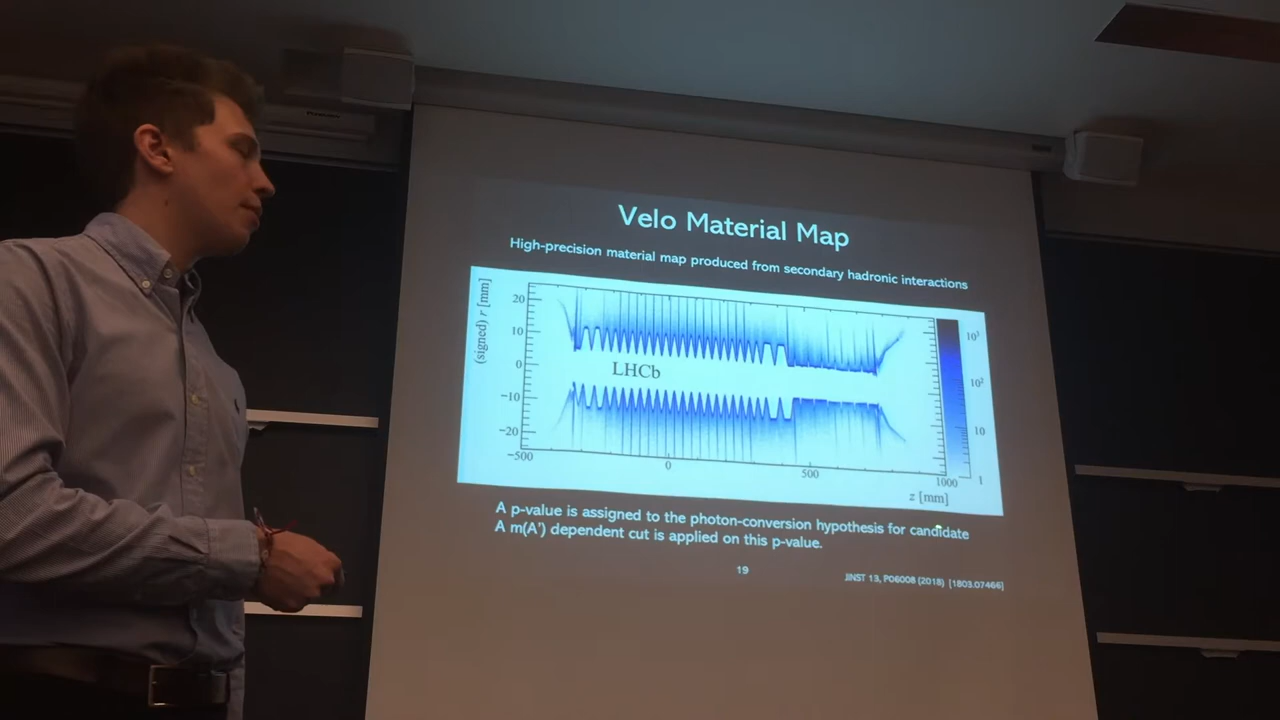 Velo Material Map
High-precision material map produced from secondary hadronic interactions
(signed) r [mm]
20
10
0
−10
−20
LHCb
−500
0
500
1000
z [mm]
10³
10²
10
1
A p-value is assigned to the photon-conversion hypothesis for candidate
A m(A') dependent cut is applied on this p-value.
19
JINST 13, P06008 (2018) [1803.07466]